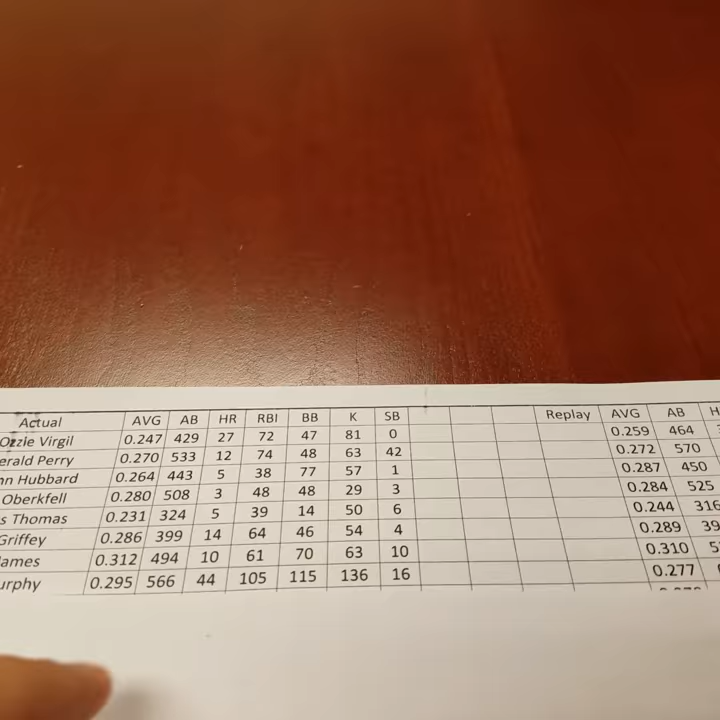 Actual AVG AB HR RBI BB K SB Replay AVG AB H
Ozzie Virgil 0.247 429 27 72 47 81 0 0.259 464
erald Perry 0.270 533 12 74 48 63 42 0.272 570
nn Hubbard 0.264 443 5 38 77 57 1 0.287 450
Oberkfell 0.280 508 3 48 48 29 3 0.284 525
s Thomas 0.231 324 5 39 14 50 6 0.244 316
Griffey 0.286 399 14 64 46 54 4 0.289 39
ames 0.312 494 10 61 70 63 10 0.310 5
urphy 0.295 566 44 105 115 136 16 0.277